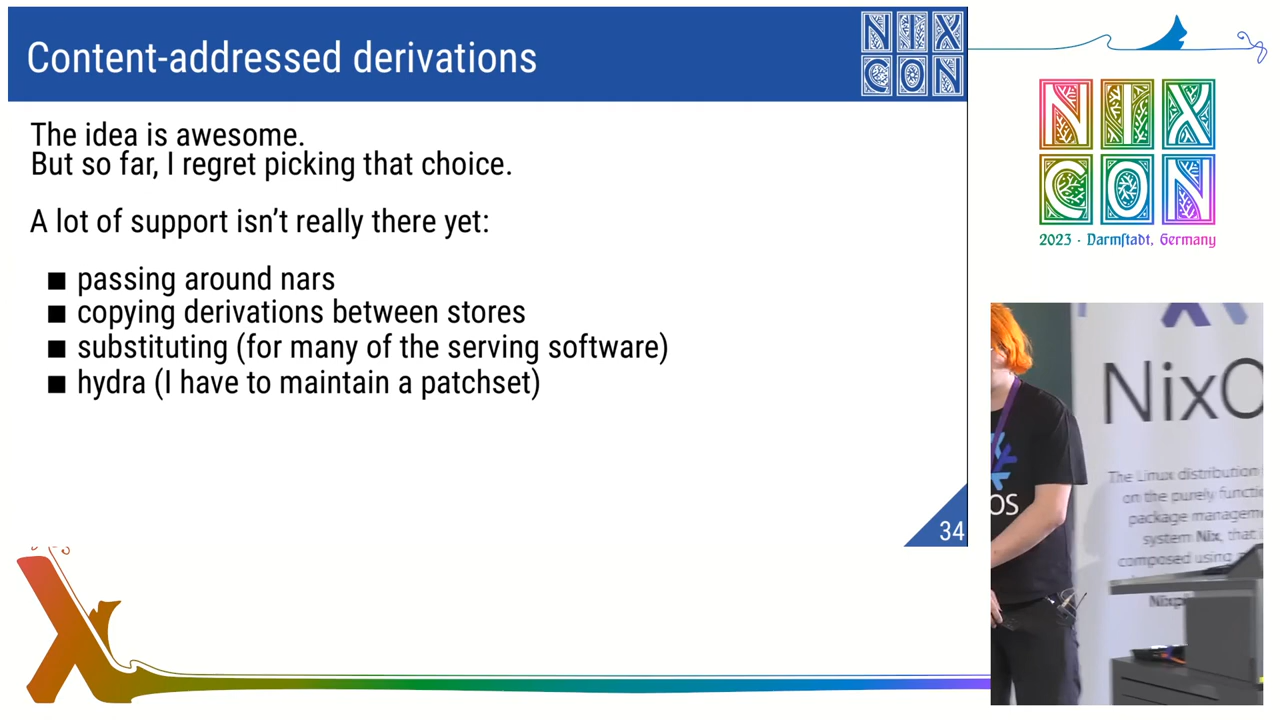 Content-addressed derivations
NIX
CON
The idea is awesome.
But so far, I regret picking that choice.
A lot of support isn't really there yet:
■ passing around nars
■ copying derivations between stores
■ substituting (for many of the serving software)
■ hydra (I have to maintain a patchset)
34
NIX
CON
2023 · Darmſtadt, Germany
NixO
The Linux distribution
on the purely functi
package managem
system Nix, that i
composed using
Nixp
OS